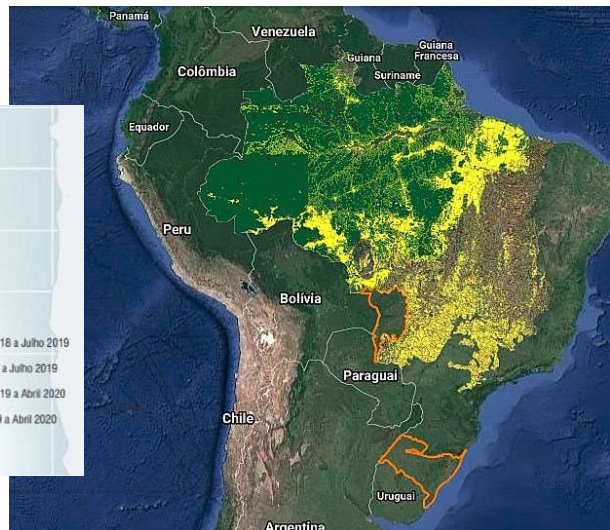 Panamá
Venezuela
Guiana
Guiana
Francesa
Suriname
Colômbia
Equador
Peru
Bolívia
Paraguai
Chile
Uruguai
Argentina
18 a Julho 2019
a Julho 2019
19 a Abril 2020
a Abril 2020